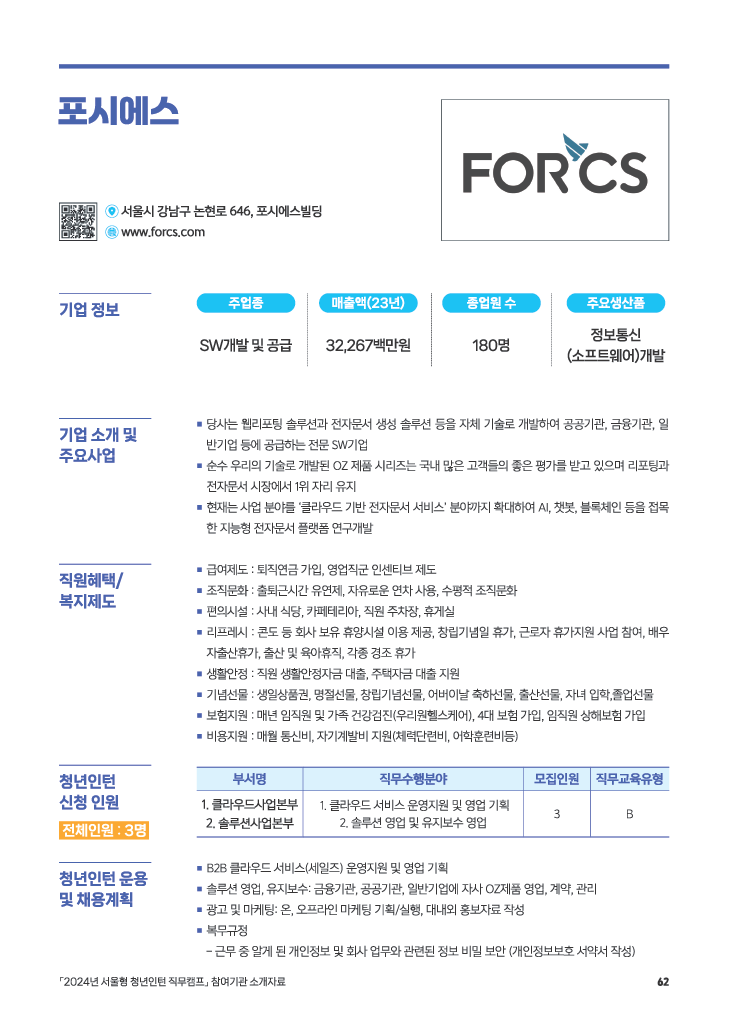 포시에스
FORCS
서울시 강남구 논현로 646, 포시에스빌딩
www.forcs.com
기업 정보
주업종
매출액(23년)
종업원 수
주요생산품
SW개발 및 공급
32,267백만원
180명
정보통신
(소프트웨어)개발
기업 소개 및
주요사업
■ 당사는 웹리포팅 솔루션과 전자문서 생성 솔루션 등을 자체 기술로 개발하여 공공기관, 금융기관, 일
반기업 등에 공급하는 전문 SW기업
■ 순수 우리의 기술로 개발된 OZ 제품 시리즈는 국내 많은 고객들의 좋은 평가를 받고 있으며 리포팅과
전자문서 시장에서 1위 자리 유지
■ 현재는 사업 분야를 '클라우드 기반 전자문서 서비스' 분야까지 확대하여 AI, 챗봇, 블록체인 등을 접목
한 지능형 전자문서 플랫폼 연구개발
직원혜택/
복지제도
■ 급여제도 : 퇴직연금 가입, 영업직군 인센티브 제도
■ 조직문화 : 출퇴근시간 유연제, 자유로운 연차 사용, 수평적 조직문화
■ 편의시설 : 사내 식당, 카페테리아, 직원 주차장, 휴게실
■ 리프레시 : 콘도 등 회사 보유 휴양시설 이용 제공, 창립기념일 휴가, 근로자 휴가지원 사업 참여, 배우
자출산휴가, 출산 및 육아휴직, 각종 경조 휴가
■ 생활안정 : 직원 생활안정자금 대출, 주택자금 대출 지원
■ 기념선물 : 생일상품권, 명절선물, 창립기념선물, 어버이날 축하선물, 출산선물, 자녀 입학,졸업선물
■ 보험지원 : 매년 임직원 및 가족 건강검진(우리원헬스케어), 4대 보험 가입, 임직원 상해보험 가입
■ 비용지원 : 매월 통신비, 자기계발비 지원(체력단련비, 어학훈련비등)
청년인턴
신청 인원
전체인원 : 3명
부서명
직무수행분야
모집인원
직무교육유형
1. 클라우드사업본부
2. 솔루션사업본부
1. 클라우드 서비스 운영지원 및 영업 기획
2. 솔루션 영업 및 유지보수 영업
3
B
청년인턴 운용
및 채용계획
■ B2B 클라우드 서비스(세일즈) 운영지원 및 영업 기획
■ 솔루션 영업, 유지보수: 금융기관, 공공기관, 일반기업에 자사 OZ제품 영업, 계약, 관리
■ 광고 및 마케팅: 온, 오프라인 마케팅 기획/실행, 대내외 홍보자료 작성
■ 복무규정
– 근무 중 알게 된 개인정보 및 회사 업무와 관련된 정보 비밀 보안 (개인정보보호 서약서 작성)
「2024년 서울형 청년인턴 직무캠프」 참여기관 소개자료
62